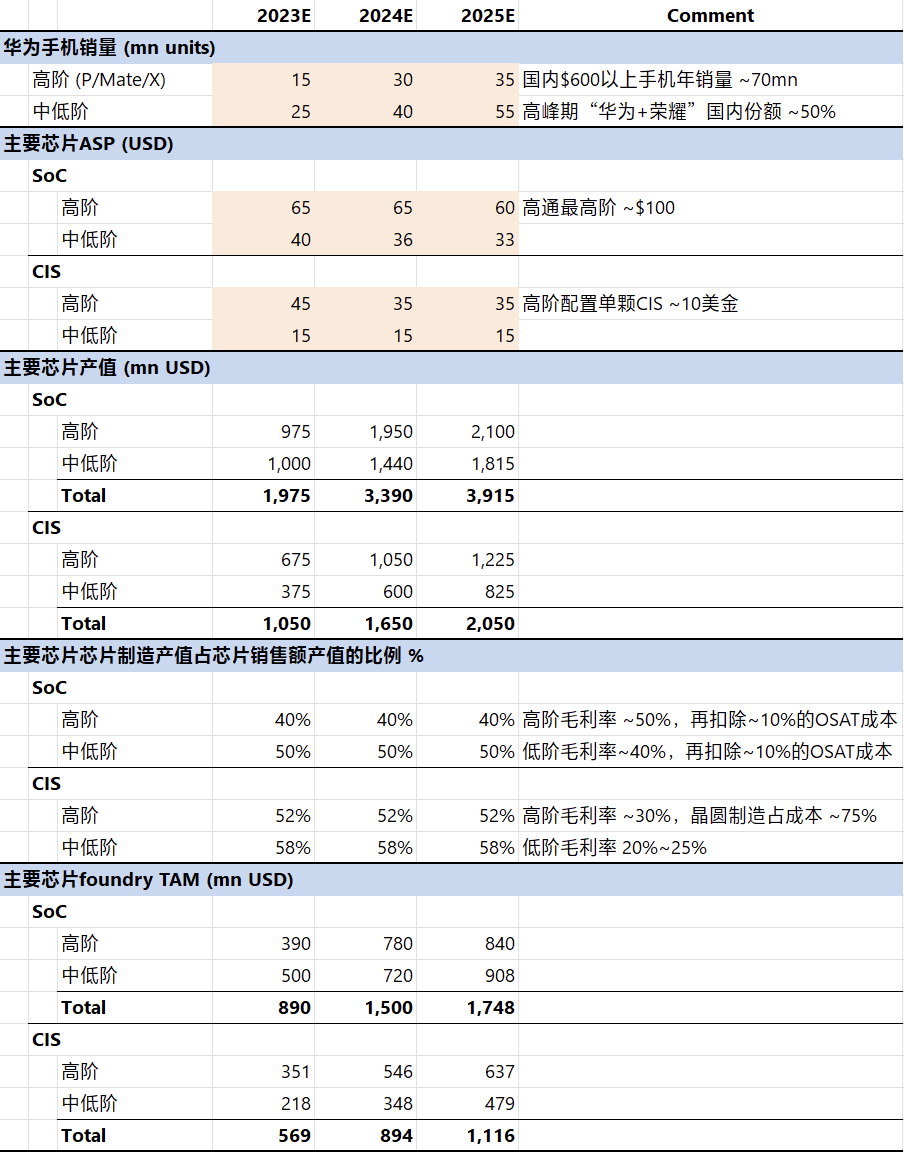 2023E 2024E 2025E Comment
华为手机销量 (mn units)
高阶 (P/Mate/X) 15 30 35 国内$600以上手机年销量 ~70mn
中低阶 25 40 55 高峰期“华为+荣耀”国内份额 ~50%
主要芯片ASP (USD)
SoC
高阶 65 65 60 高通最高阶 ~$100
中低阶 40 36 33
CIS
高阶 45 35 35 高阶配置单颗CIS ~10美金
中低阶 15 15 15
主要芯片产值 (mn USD)
SoC
高阶 975 1,950 2,100
中低阶 1,000 1,440 1,815
Total 1,975 3,390 3,915
CIS
高阶 675 1,050 1,225
中低阶 375 600 825
Total 1,050 1,650 2,050
主要芯片芯片制造产值占芯片销售额产值的比例 %
SoC
高阶 40% 40% 40% 高阶毛利率 ~50%，再扣除~10%的OSAT成本
中低阶 50% 50% 50% 低阶毛利率~40%，再扣除~10%的OSAT成本
CIS
高阶 52% 52% 52% 高阶毛利率 ~30%，晶圆制造占成本 ~75%
中低阶 58% 58% 58% 低阶毛利率 20%~25%
主要芯片foundry TAM (mn USD)
SoC
高阶 390 780 840
中低阶 500 720 908
Total 890 1,500 1,748
CIS
高阶 351 546 637
中低阶 218 348 479
Total 569 894 1,116